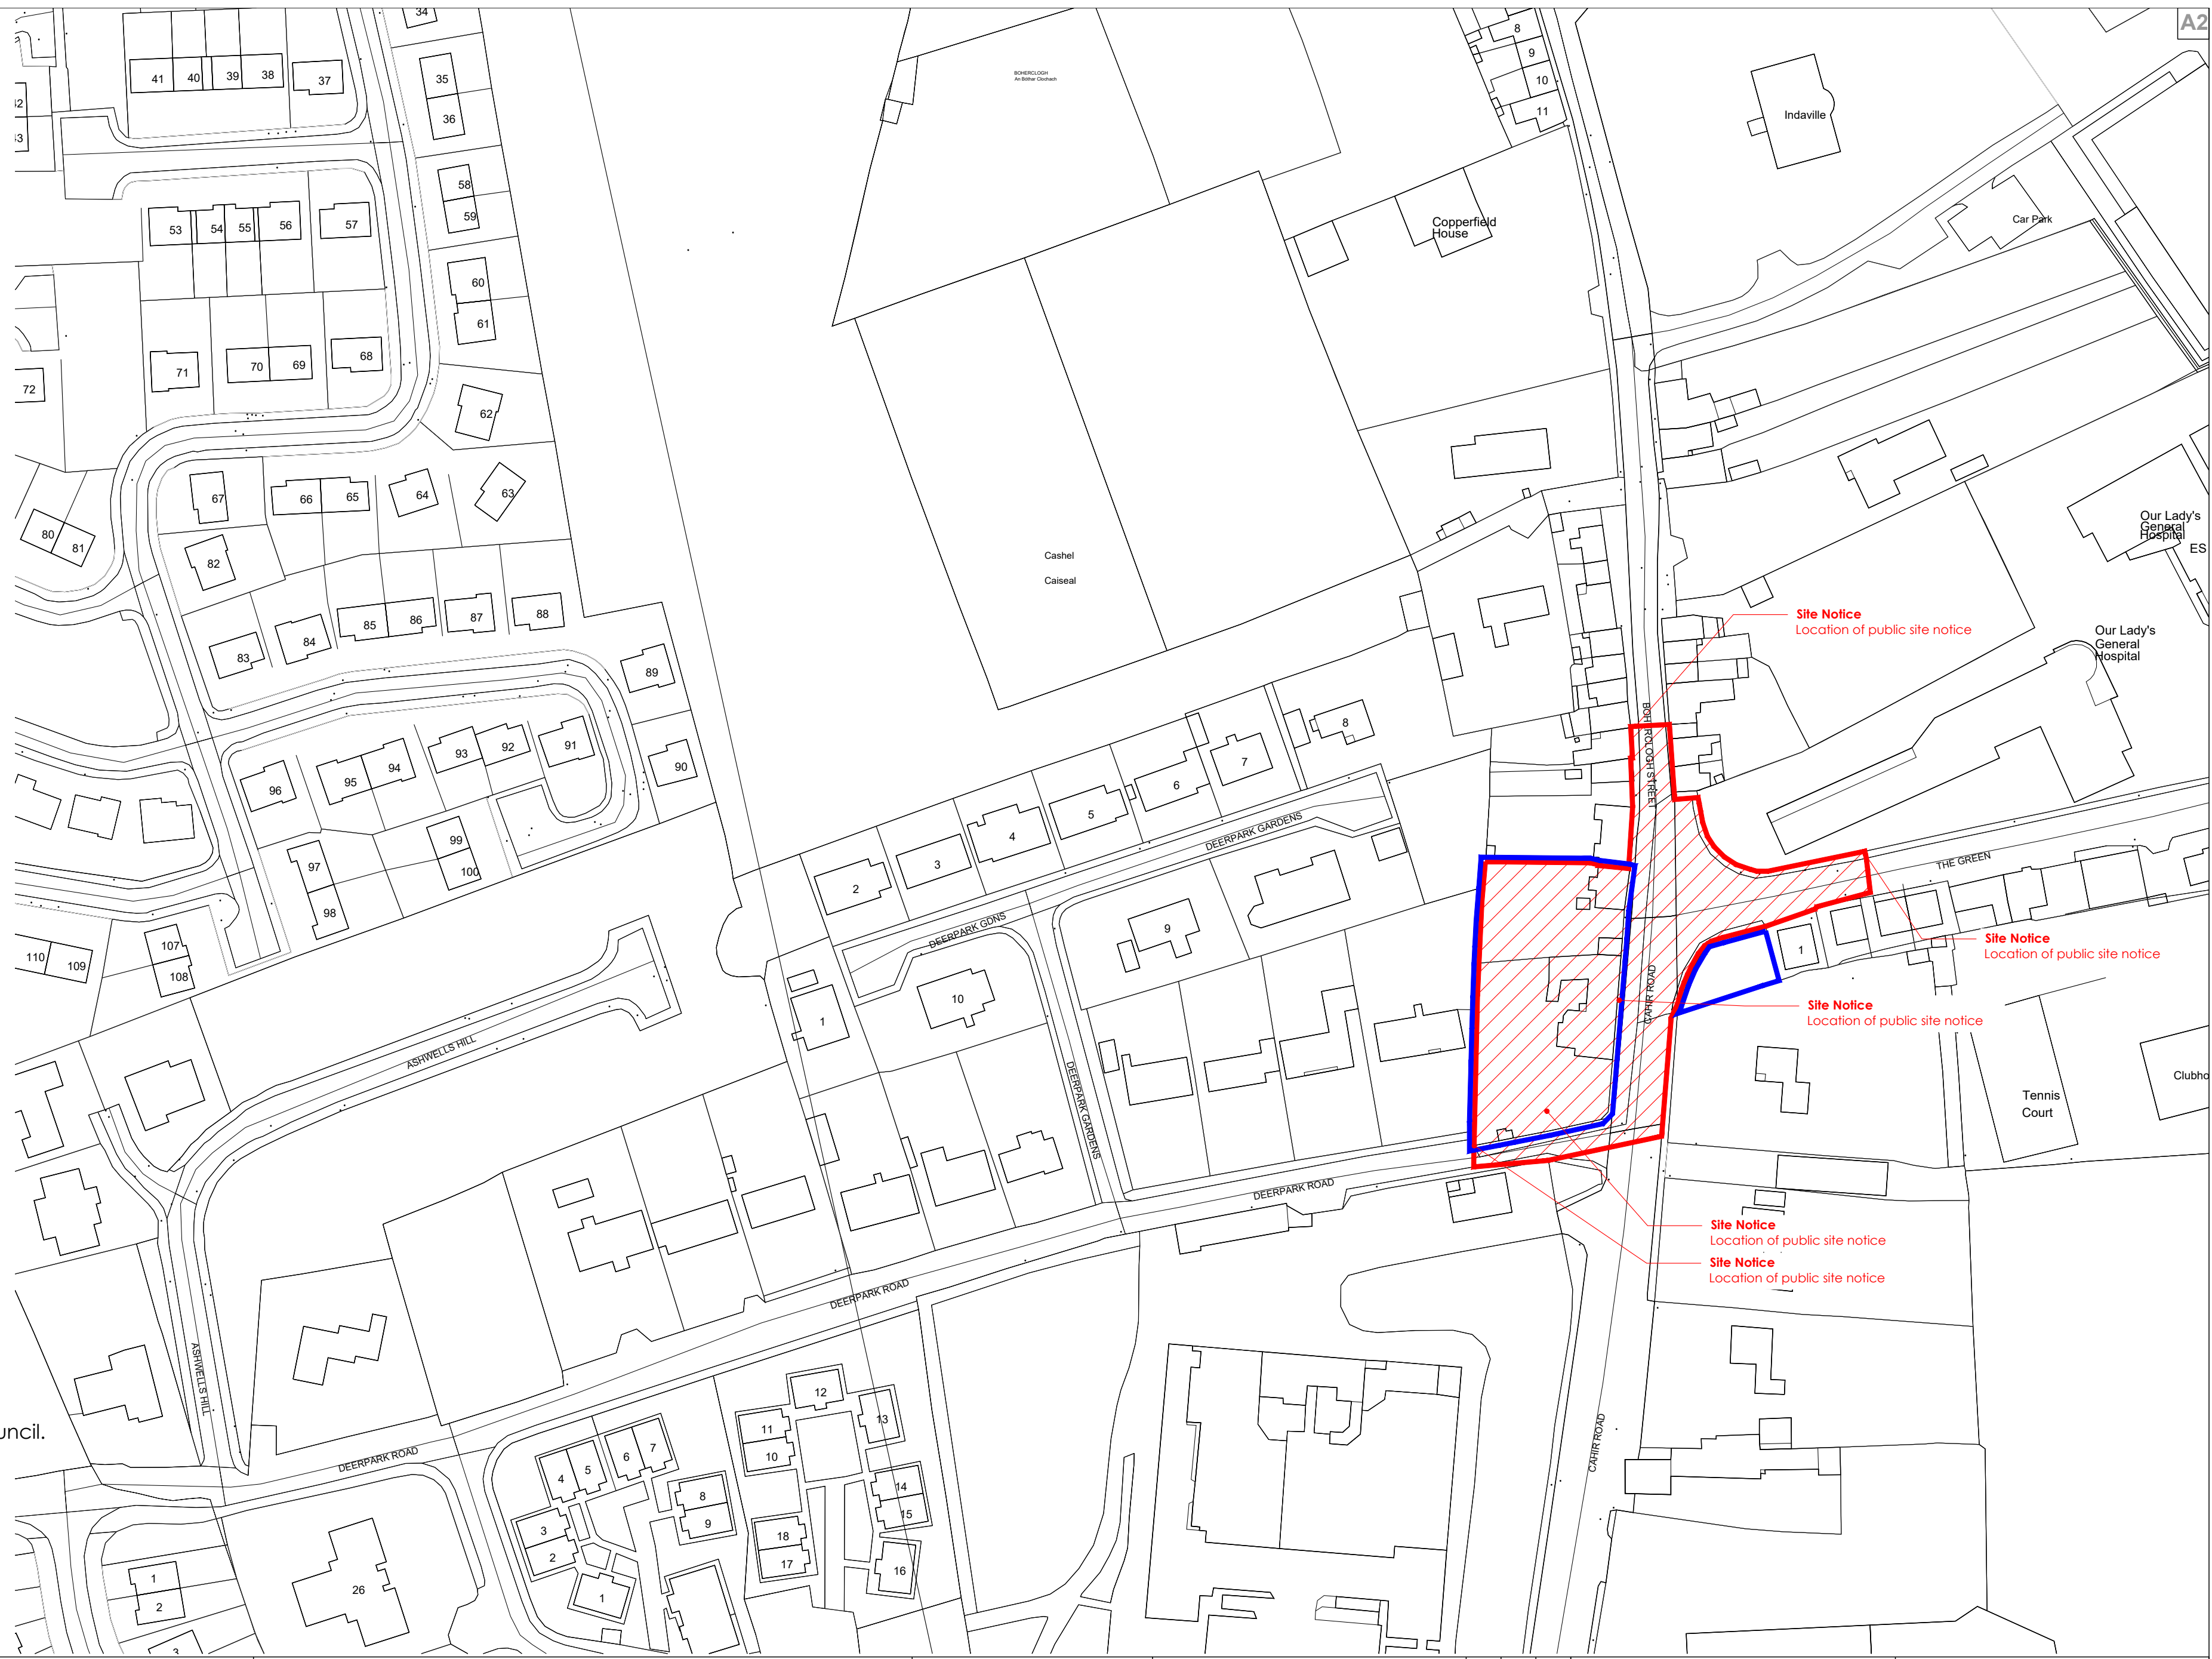 A2
34
41
40
39
38
37
35
36
BOHERCLOGH
An Bóthar Clochach
8
9
10
11
Indaville
58
59
53
54
55
56
57
Copperfield
House
Car Park
60
61
71
70
69
68
72
62
67
66
65
64
63
80
81
82
Our Lady's
General
Hospital
ES
Cashel
Caiseal
83
84
85
86
87
88
Site Notice
Location of public site notice
Our Lady's
General
Hospital
89
96
95
94
93
92
91
90
8
7
6
5
4
3
2
BOHERCLOGH STREET
DEERPARK GARDENS
THE GREEN
99
100
97
98
107
108
110
109
DEERPARK GDNS
9
10
1
1
Site Notice
Location of public site notice
CAHIR ROAD
Site Notice
Location of public site notice
ASHWELLS HILL
DEERPARK GARDENS
Tennis
Court
Clubho
DEERPARK ROAD
Site Notice
Location of public site notice
Site Notice
Location of public site notice
DEERPARK ROAD
ASHWELLS HILL
uncil.
DEERPARK ROAD
CAHIR ROAD
12
13
11
10
7
6
5
4
8
9
3
2
1
14
15
18
17
16
1
2
3
26